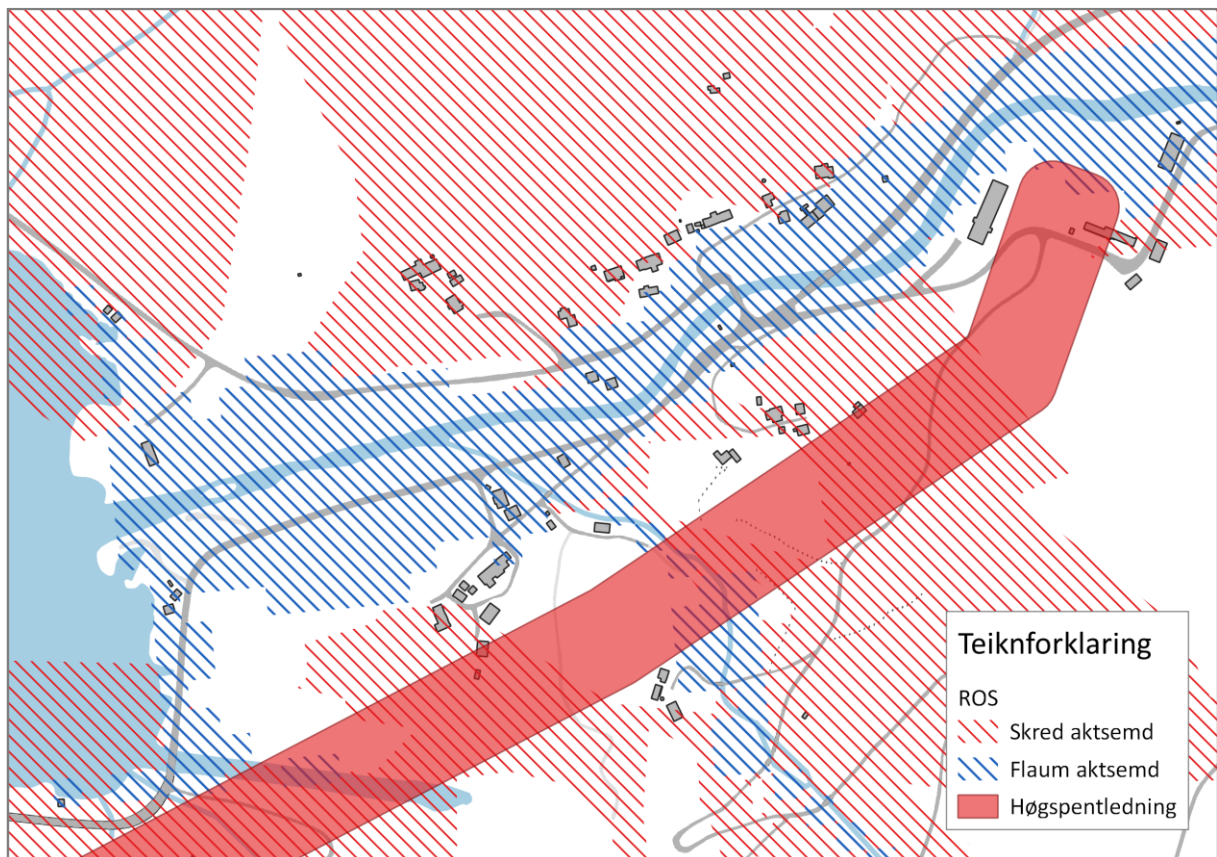 Teiknforklaring
ROS
Skred aktsemd
Flaum aktsemd
Høgspentledning